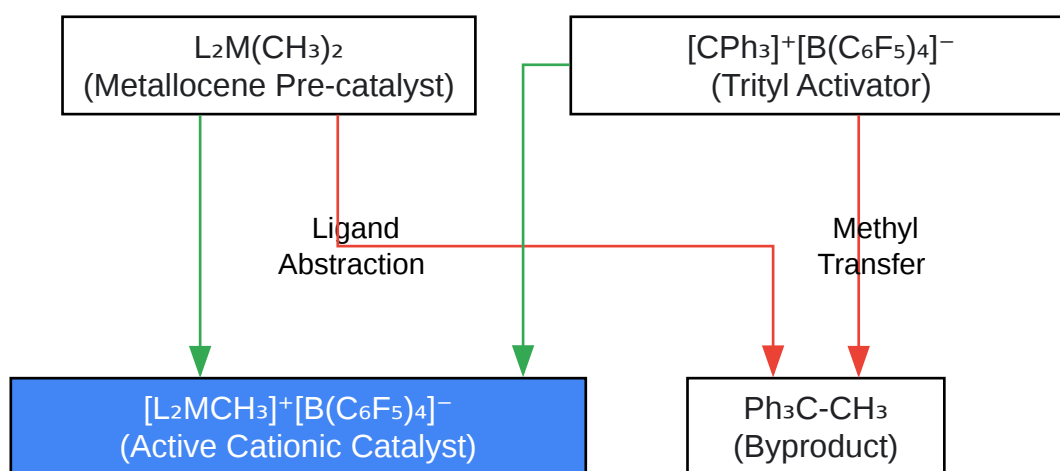 L₂M(CH₃)₂
(Metallocene Pre-catalyst)
[CPh₃]⁺[B(C₆F₅)₄]⁻
(Trityl Activator)
Ligand
Abstraction
Methyl
Transfer
[L₂MCH₃]⁺[B(C₆F₅)₄]⁻
(Active Cationic Catalyst)
Ph₃C-CH₃
(Byproduct)